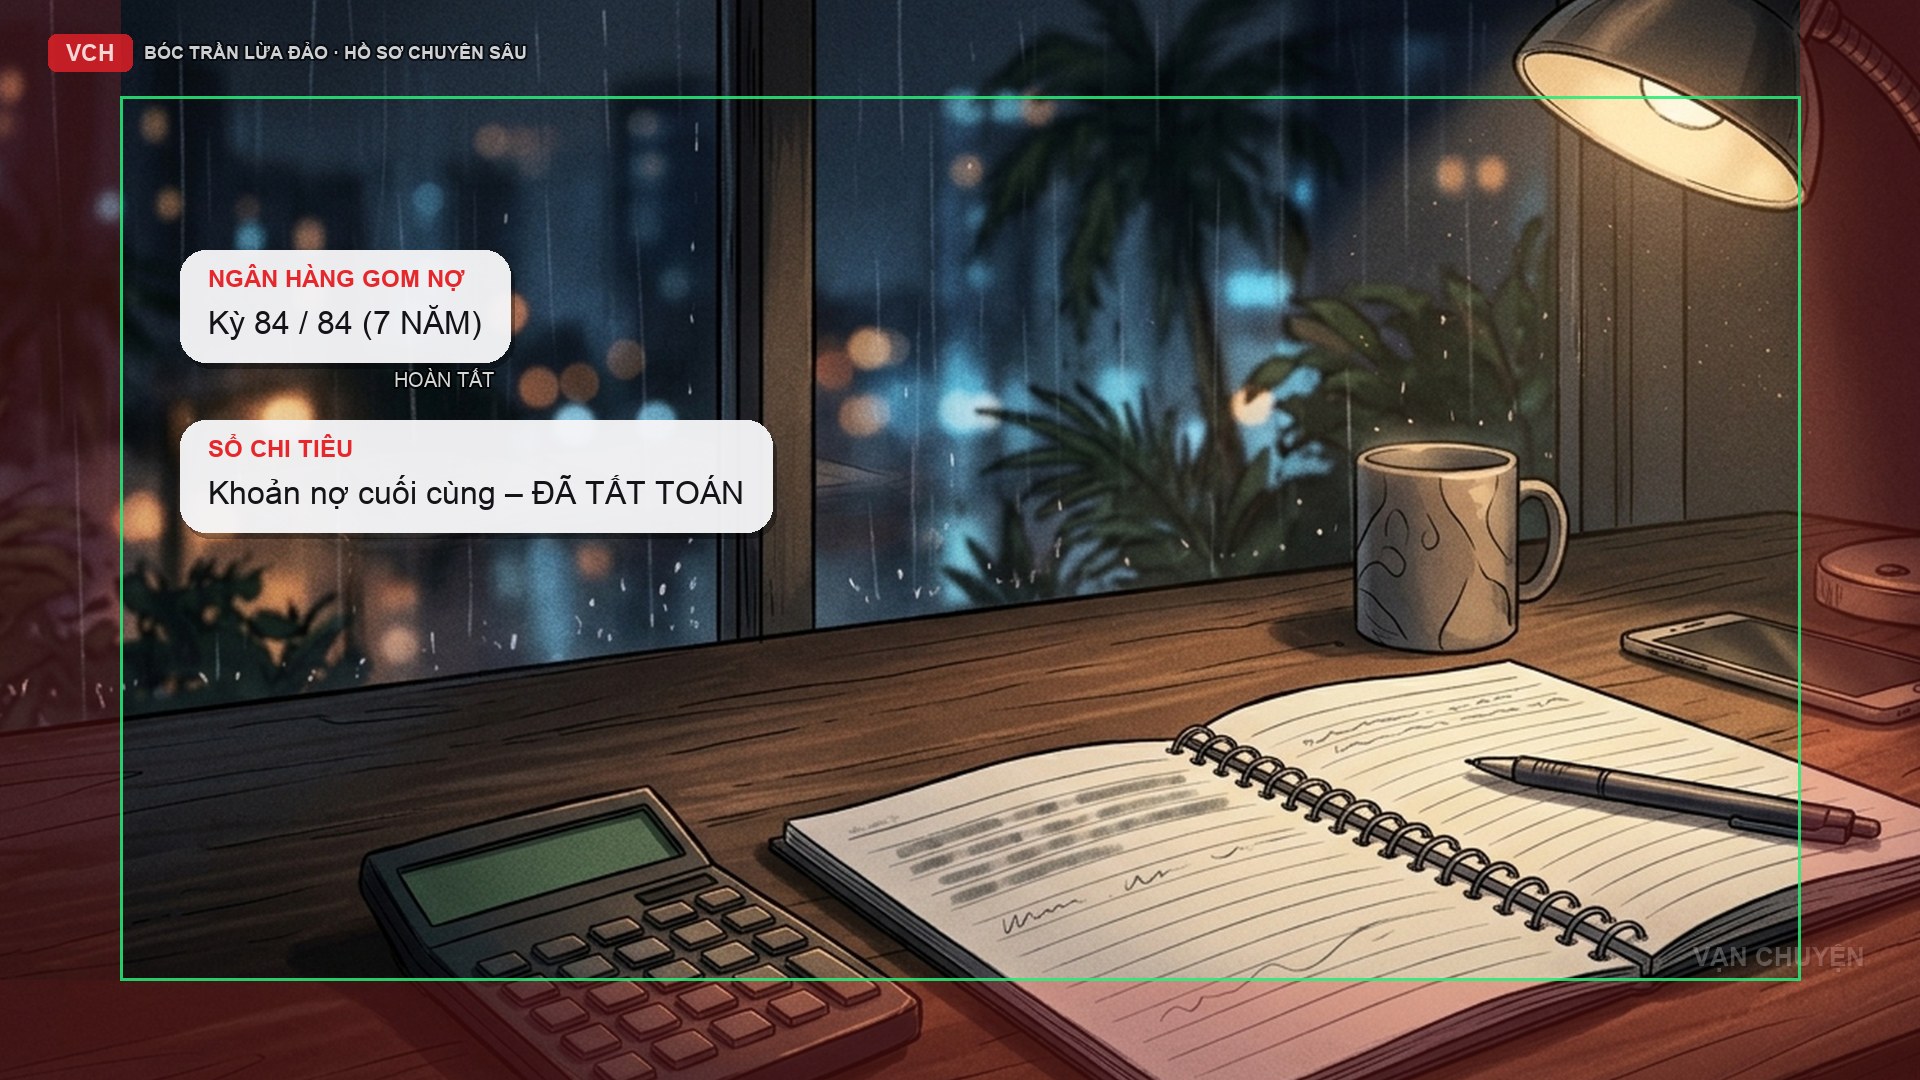 VCH BÓC TRẦN LỪA ĐẢO · HỒ SƠ CHUYÊN SÂU
NGÂN HÀNG GOM NỢ
Kỳ 84 / 84 (7 NĂM)
HOÀN TẤT
SỔ CHI TIÊU
Khoản nợ cuối cùng – ĐÃ TẤT TOÁN
VẠN CHUYỆN